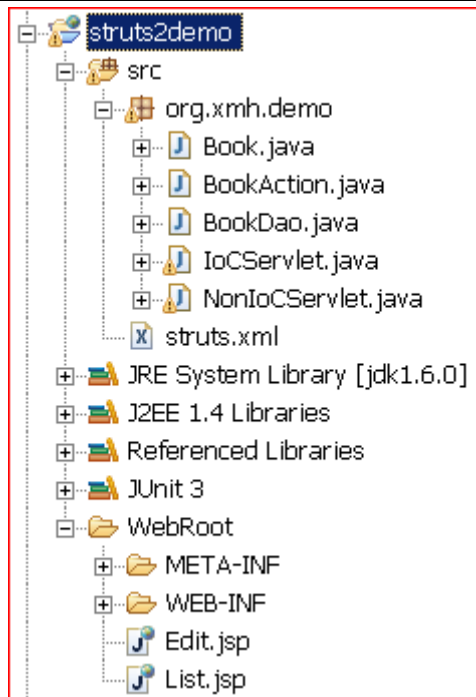 struts2demo
src
org.xmh.demo
Book.java
BookAction.java
BookDao.java
IoCServlet.java
NonIoCServlet.java
struts.xml
JRE System Library [jdk1.6.0]
J2EE 1.4 Libraries
Referenced Libraries
JUnit 3
WebRoot
META-INF
WEB-INF
Edit.jsp
List.jsp